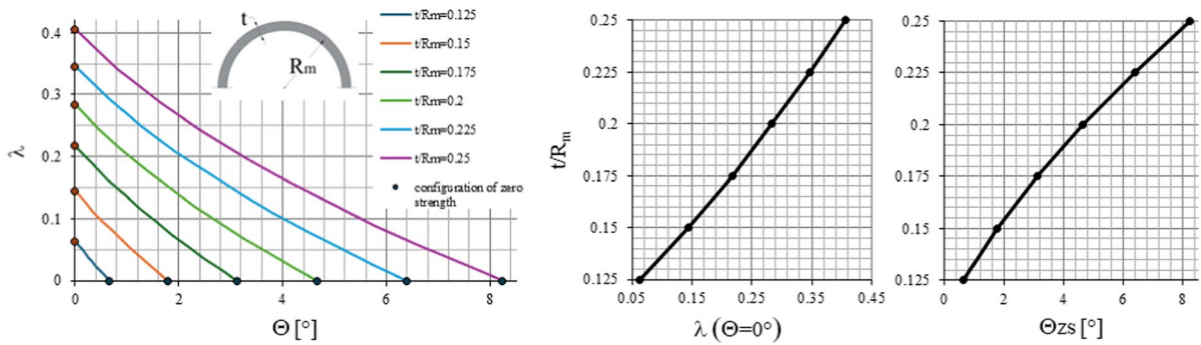 0.4
0.3
0.2
0.1
0
λ
0 2 4 6 8
Θ [°]
t
Rm
t/Rm=0.125
t/Rm=0.15
t/Rm=0.175
t/Rm=0.2
t/Rm=0.225
t/Rm=0.25
configuration of zero
strength
t/Rm
0.25
0.225
0.2
0.175
0.15
0.125
0.05 0.15 0.25 0.35 0.45
λ (Θ=0°)
0.25
0.225
0.2
0.175
0.15
0.125
0 2 4 6 8
Θzs [°]